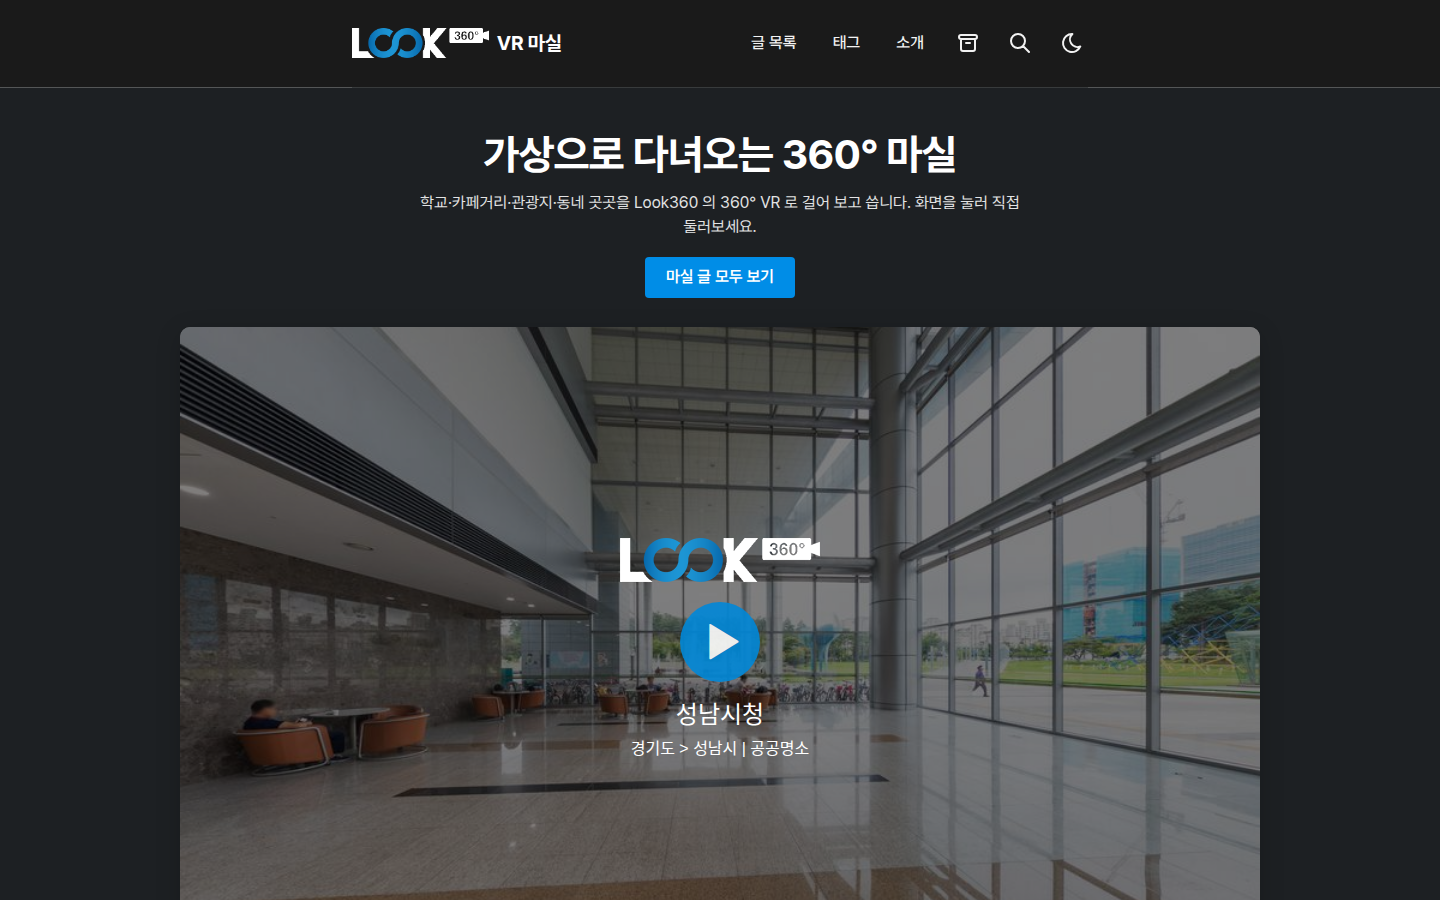 LOOK 360° VR 마실
글 목록 태그 소개
가상으로 다녀오는 360° 마실
학교·카페거리·관광지·동네 곳곳을 Look360 의 360° VR 로 걸어 보고 씁니다. 화면을 눌러 직접
둘러보세요.
마실 글 모두 보기
LOOK 360°
성남시청
경기도 > 성남시 | 공공명소